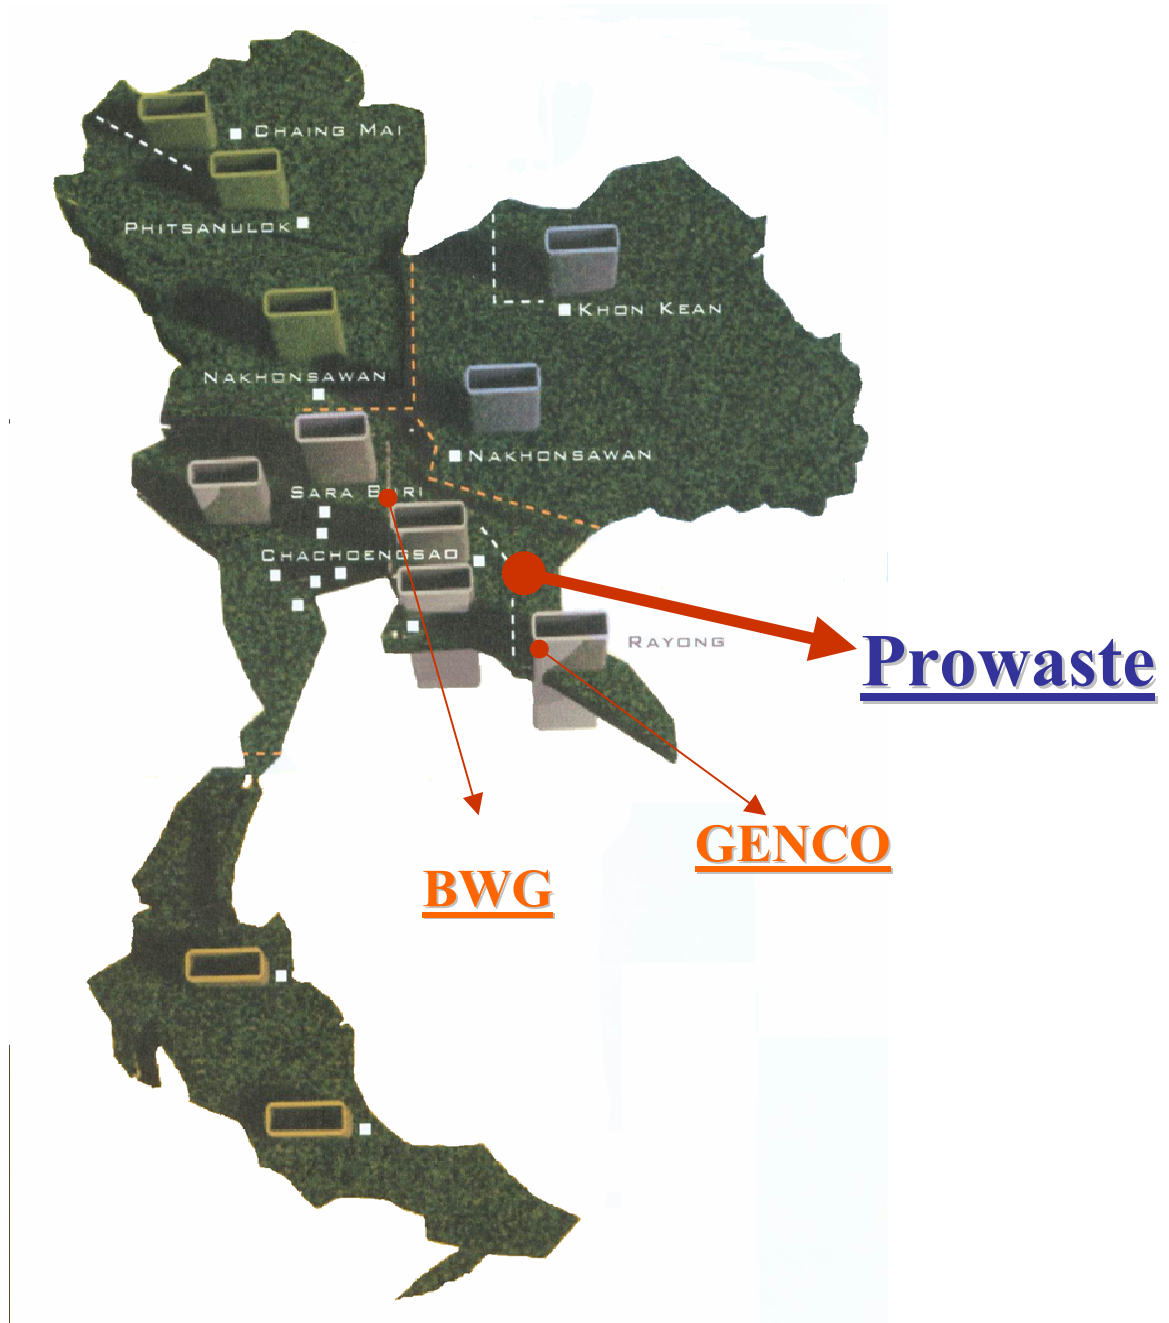 CHAING MAI
PHITSANULOK
KHON KEAN
NAKHONSAWAN
NAKHONSAWAN
SARA BURI
CHACHOENGSAO
RAYONG
Prowaste
GENCO
BWG